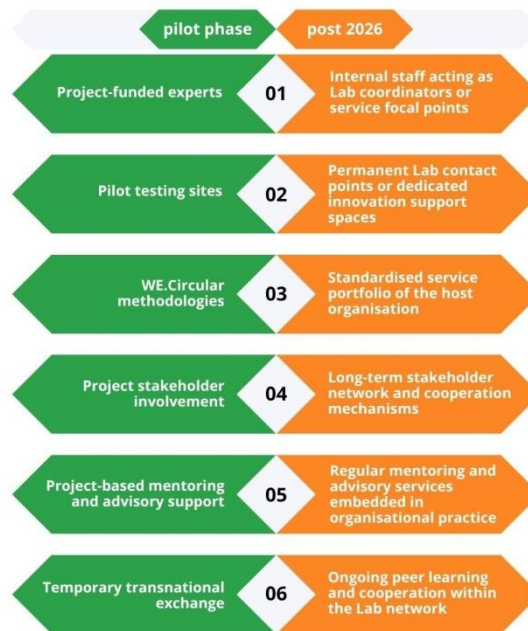 pilot phase
post 2026
Project-funded experts
01
Internal staff acting as
Lab coordinators or
service focal points
Pilot testing sites
02
Permanent Lab contact
points or dedicated
innovation support
spaces
WE.Circular
methodologies
03
Standardised service
portfolio of the host
organisation
Project stakeholder
involvement
04
Long-term stakeholder
network and cooperation
mechanisms
Project-based mentoring
and advisory support
05
Regular mentoring and
advisory services
embedded in
organisational practice
Temporary transnational
exchange
06
Ongoing peer learning
and cooperation within
the Lab network